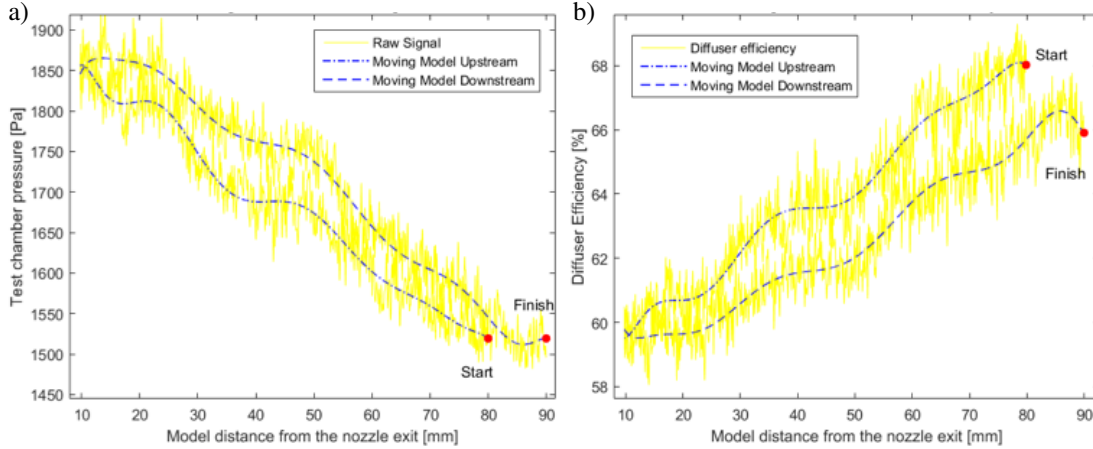 a)
Test chamber pressure [Pa]
1900
1850
1800
1750
1700
1650
1600
1550
1500
1450
Raw Signal
Moving Model Upstream
Moving Model Downstream
Finish
Start
10 20 30 40 50 60 70 80 90
Model distance from the nozzle exit [mm]
b)
Diffuser Efficiency [%]
68
66
64
62
60
58
Diffuser efficiency
Moving Model Upstream
Moving Model Downstream
Start
Finish
10 20 30 40 50 60 70 80 90
Model distance from the nozzle exit [mm]